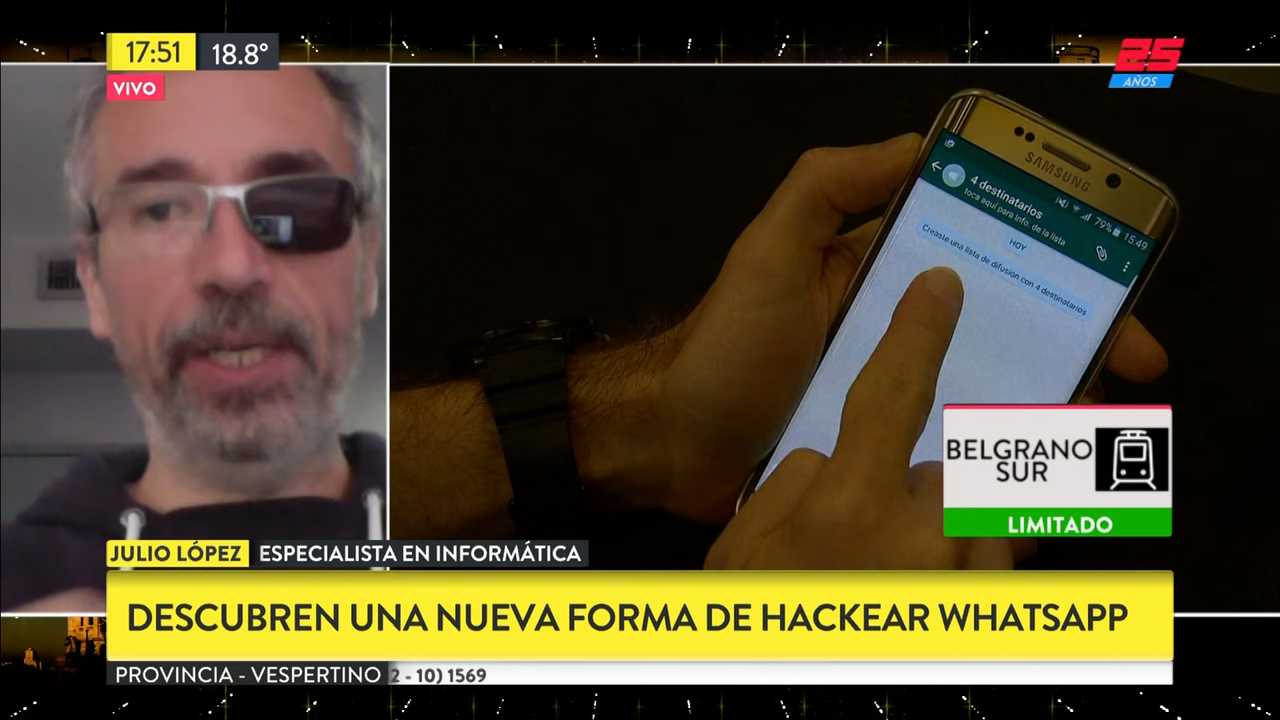 17:51 18.8°
VIVO
25
AÑOS
SAMSUNG
79% 15:49
4 destinatarios
toca aquí para info. de la lista
HOY
Creaste una lista de difusión con 4 destinatarios
BELGRANO
SUR
LIMITADO
JULIO LÓPEZ ESPECIALISTA EN INFORMÁTICA
DESCUBREN UNA NUEVA FORMA DE HACKEAR WHATSAPP
PROVINCIA - VESPERTINO 2 - 10) 1569